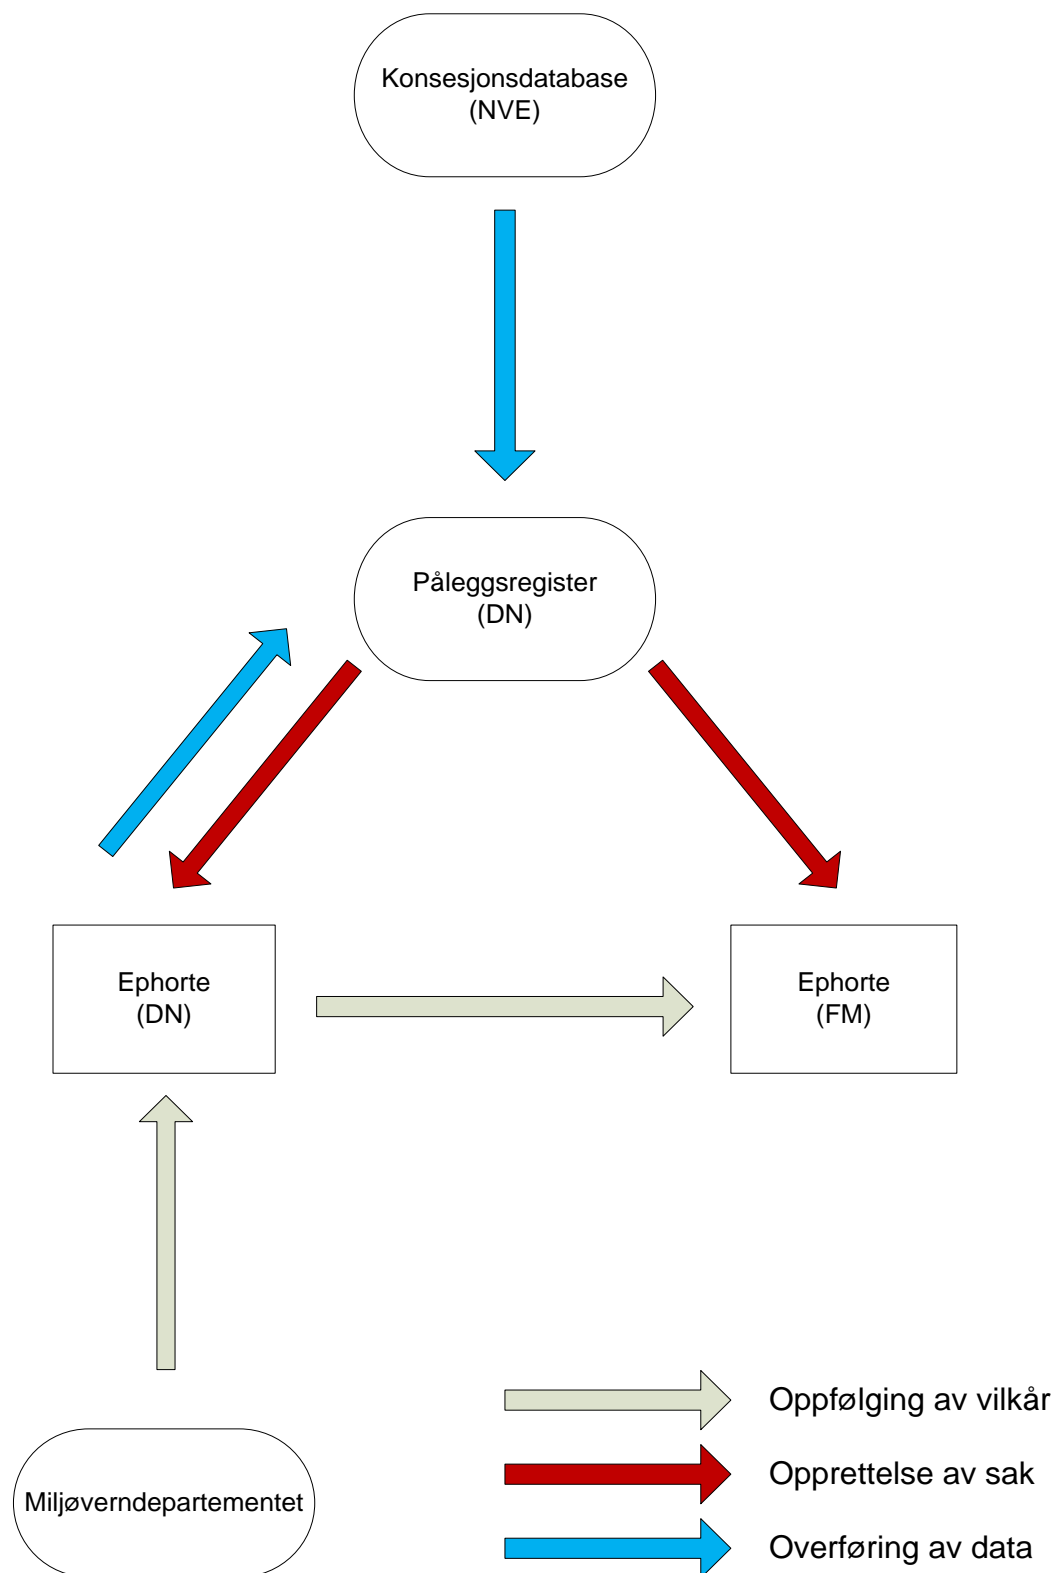 Konsesjonsdatabase
(NVE)
Påleggsregister
(DN)
Ephorte
(DN)
Ephorte
(FM)
Miljøverndepartementet
Oppfølging av vilkår
Opprettelse av sak
Overføring av data